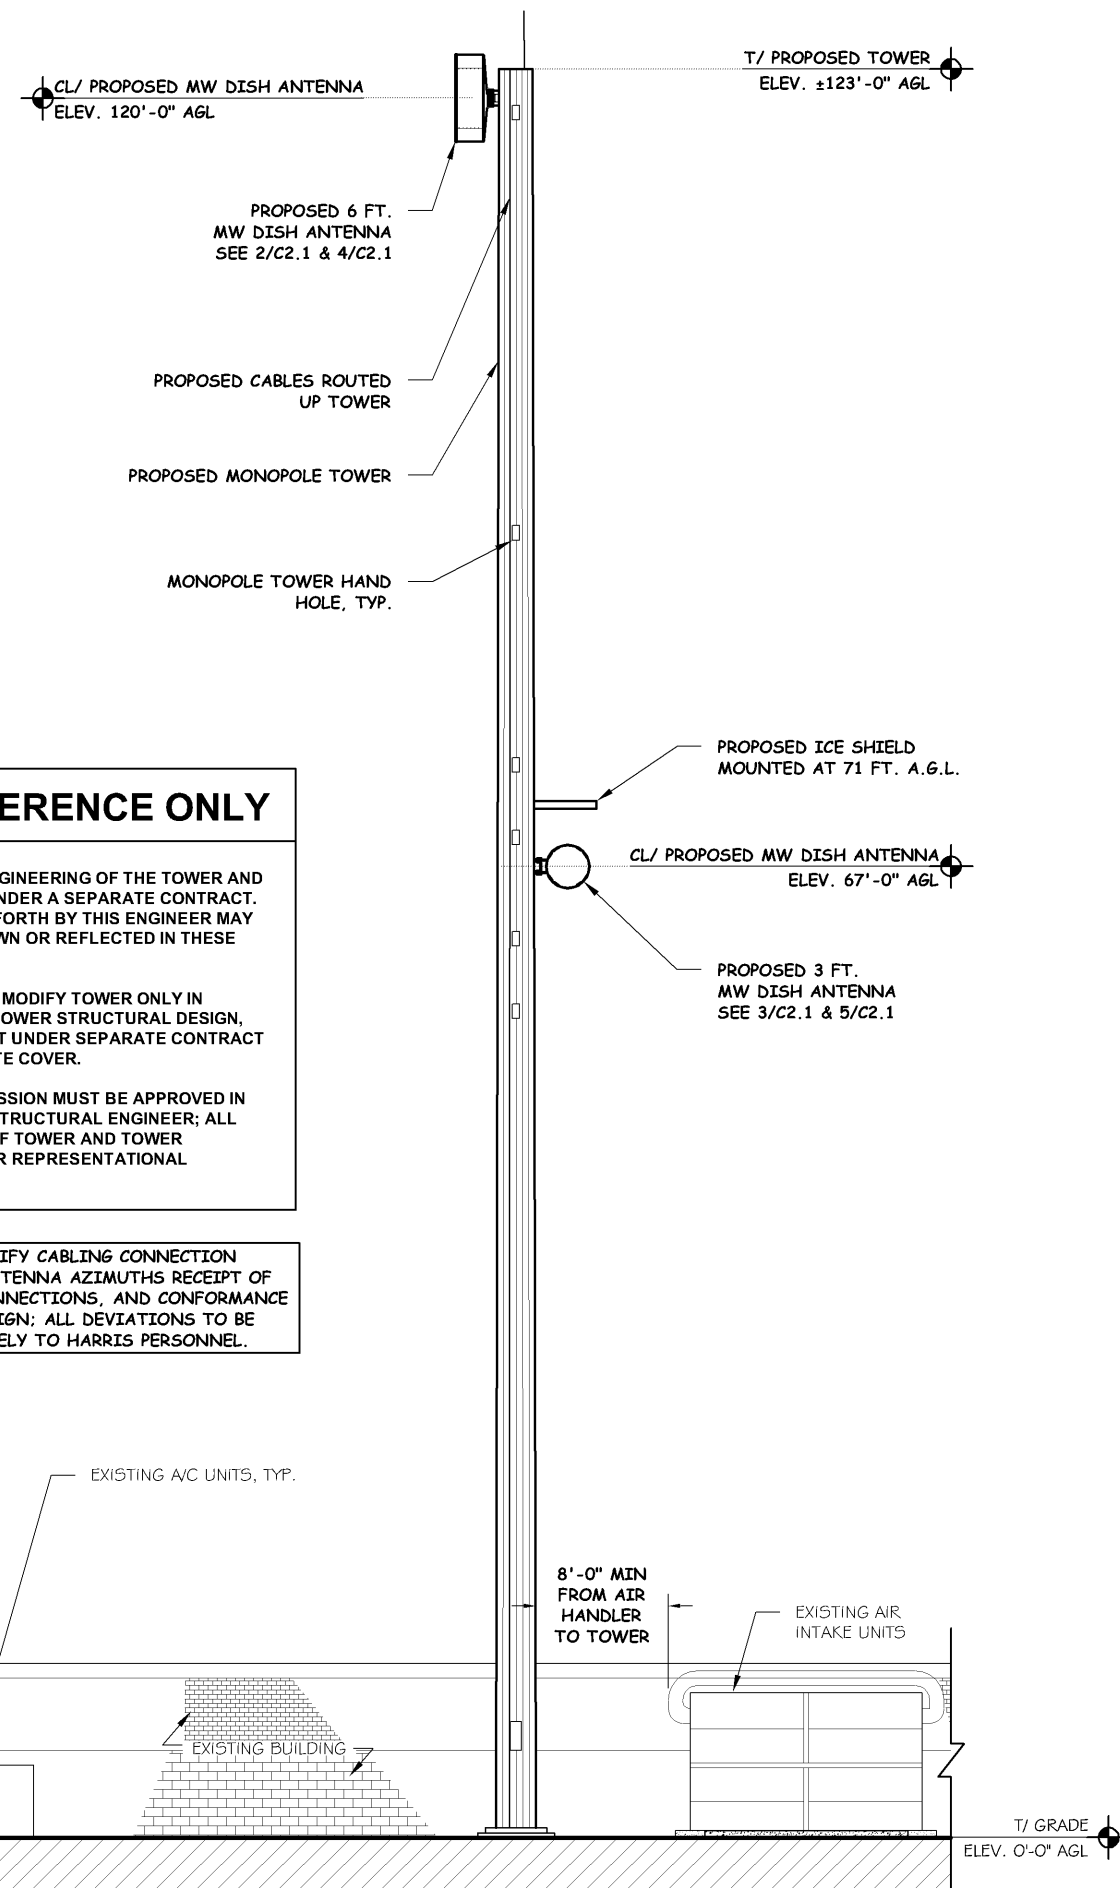 T/ PROPOSED TOWER
ELEV. ±123'-0" AGL
CL/ PROPOSED MW DISH ANTENNA
ELEV. 120'-0" AGL
PROPOSED 6 FT.
MW DISH ANTENNA
SEE 2/C2.1 & 4/C2.1
PROPOSED CABLES ROUTED
UP TOWER
PROPOSED MONOPOLE TOWER
MONOPOLE TOWER HAND
HOLE, TYP.
PROPOSED ICE SHIELD
MOUNTED AT 71 FT. A.G.L.
CL/ PROPOSED MW DISH ANTENNA
ELEV. 67'-0" AGL
PROPOSED 3 FT.
MW DISH ANTENNA
SEE 3/C2.1 & 5/C2.1
ERENCE ONLY
GINEERING OF THE TOWER AND
NDER A SEPARATE CONTRACT.
FORTH BY THIS ENGINEER MAY
WN OR REFLECTED IN THESE
MODIFY TOWER ONLY IN
OWER STRUCTURAL DESIGN,
T UNDER SEPARATE CONTRACT
TE COVER.
SSION MUST BE APPROVED IN
STRUCTURAL ENGINEER; ALL
F TOWER AND TOWER
R REPRESENTATIONAL
IFY CABLING CONNECTION
TENNA AZIMUTHS RECEIPT OF
NNECTIONS, AND CONFORMANCE
IGN; ALL DEVIATIONS TO BE
ELY TO HARRIS PERSONNEL.
EXISTING A/C UNITS, TYP.
8'-0" MIN
FROM AIR
HANDLER
TO TOWER
EXISTING AIR
INTAKE UNITS
EXISTING BUILDING
T/ GRADE
ELEV. 0'-0" AGL